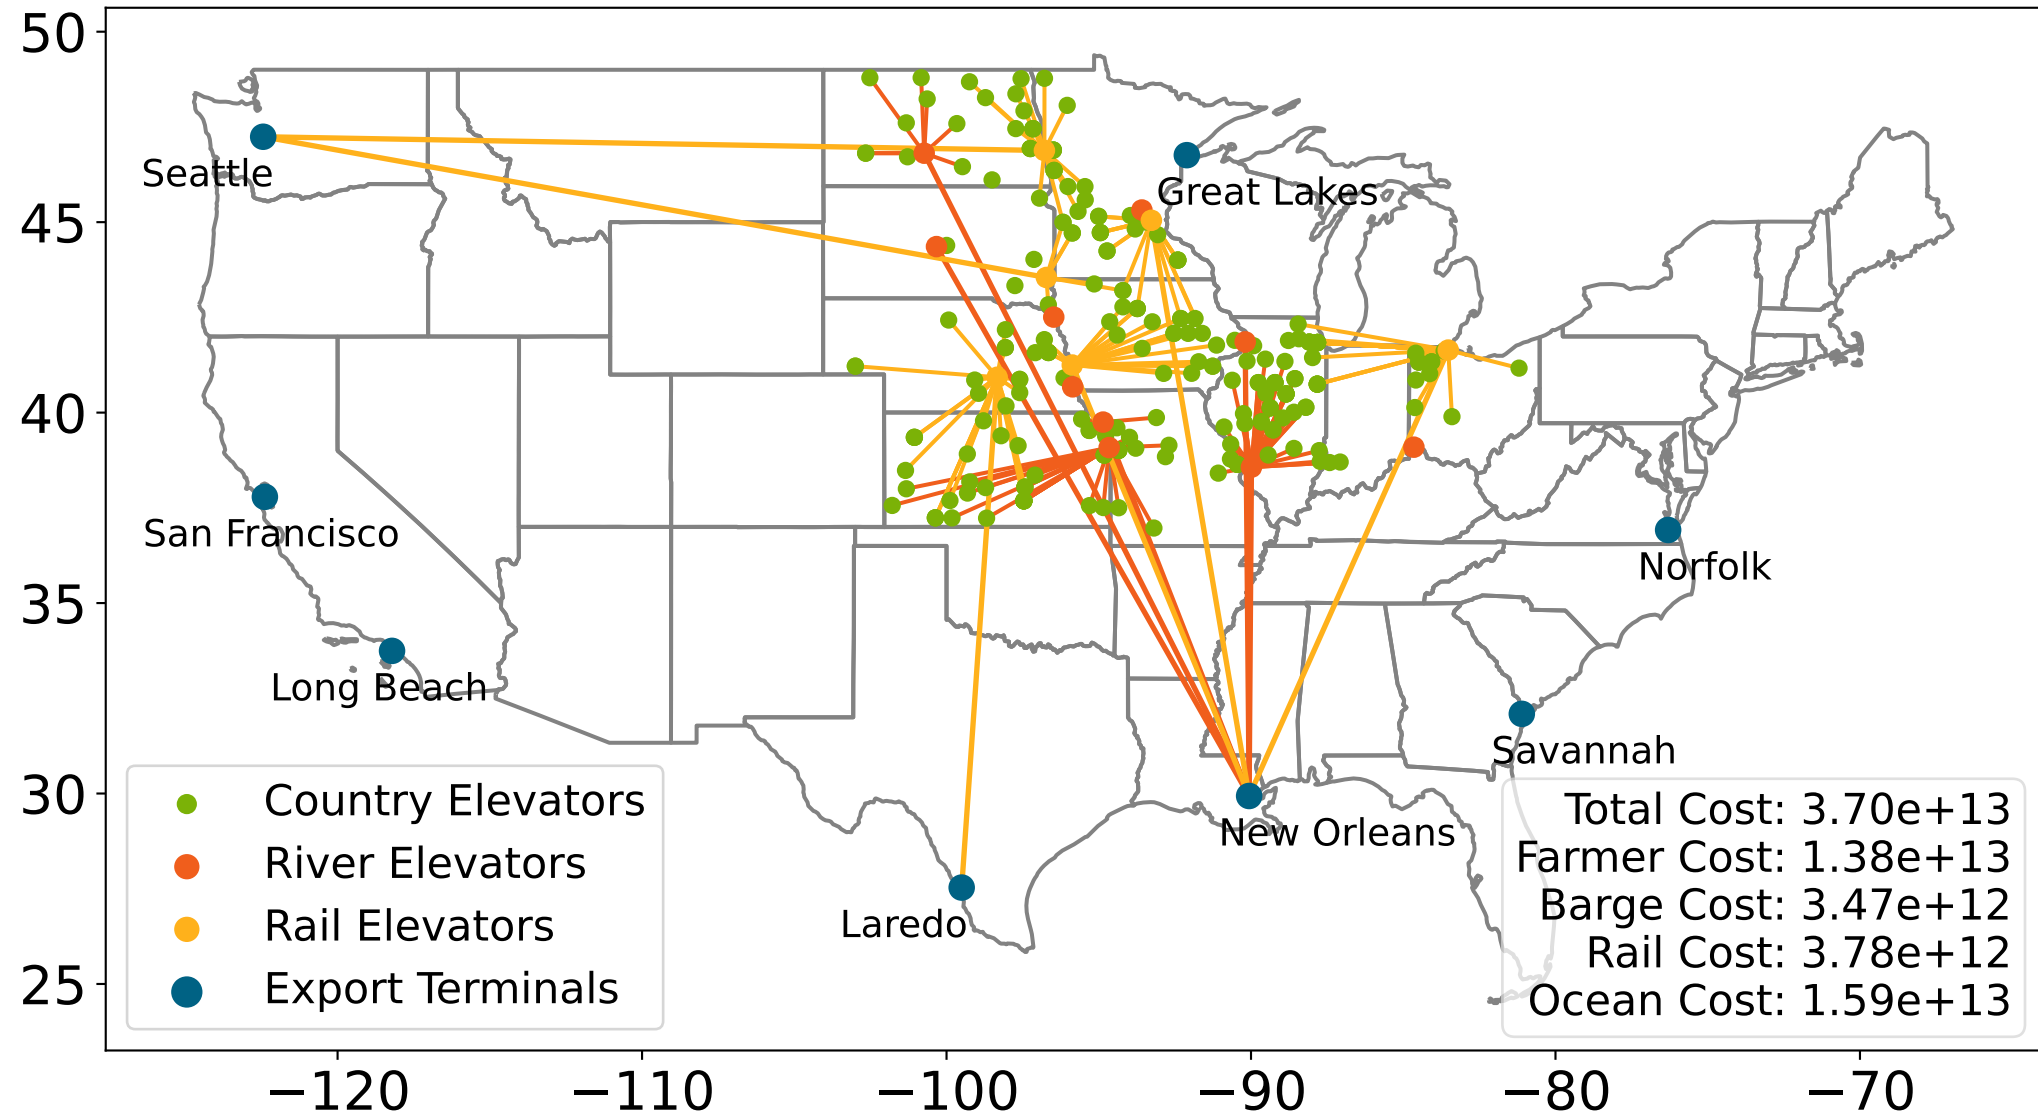 50
45
40
35
30
25
−120
−110
−100
−90
−80
−70
Seattle
Great Lakes
San Francisco
Norfolk
Long Beach
Savannah
New Orleans
Laredo
Country Elevators
River Elevators
Rail Elevators
Export Terminals
Total Cost: 3.70e+13
Farmer Cost: 1.38e+13
Barge Cost: 3.47e+12
Rail Cost: 3.78e+12
Ocean Cost: 1.59e+13